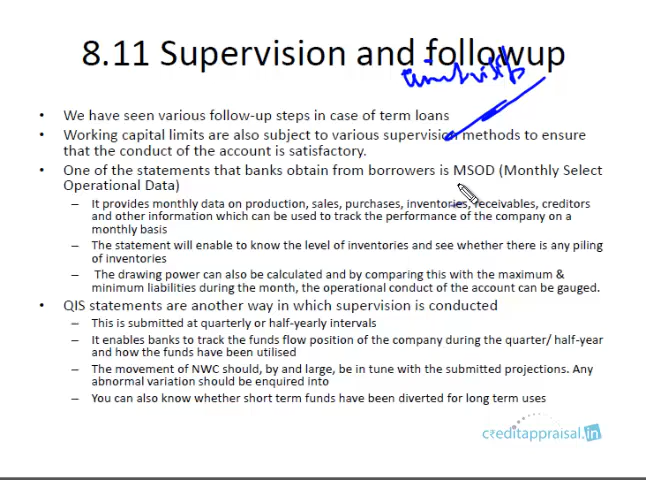 8.11 Supervision and followup
• We have seen various follow-up steps in case of term loans
• Working capital limits are also subject to various supervision methods to ensure
that the conduct of the account is satisfactory.
• One of the statements that banks obtain from borrowers is MSOD (Monthly Select
Operational Data)
– It provides monthly data on production, sales, purchases, inventories, receivables, creditors
and other information which can be used to track the performance of the company on a
monthly basis
– The statement will enable to know the level of inventories and see whether there is any piling
of inventories
– The drawing power can also be calculated and by comparing this with the maximum &
minimum liabilities during the month, the operational conduct of the account can be gauged.
• QIS statements are another way in which supervision is conducted
– This is submitted at quarterly or half-yearly intervals
– It enables banks to track the funds flow position of the company during the quarter/ half-year
and how the funds have been utilised
– The movement of NWC should, by and large, be in tune with the submitted projections. Any
abnormal variation should be enquired into
– You can also know whether short term funds have been diverted for long term uses
creditappraisal.in